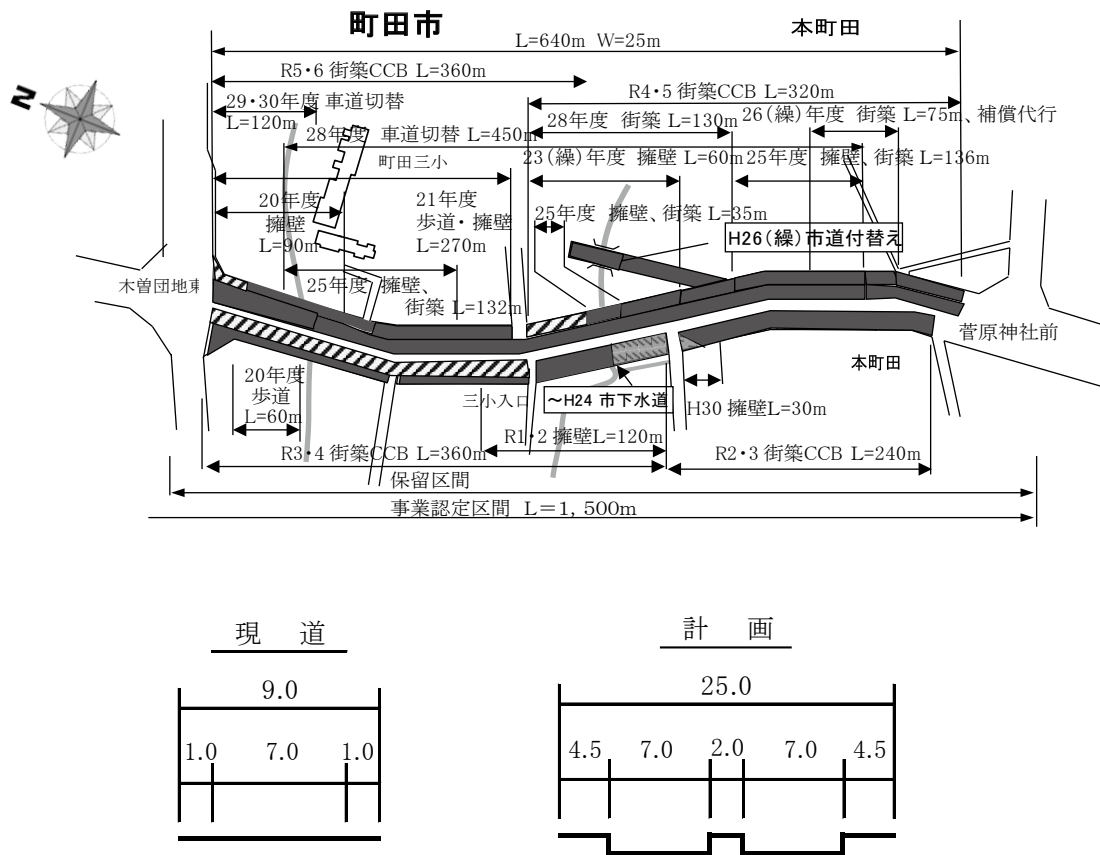 町田市
本町田
L=640m W=25m
N
R5・6 街築CCB L=360m
R4・5 街築CCB L=320m
29・30年度 車道切替
L=120m
28年度 車道切替 L=450m
28年度 街築 L=130m
26(繰)年度 街築 L=75m、補償代行
町田三小
23(繰)年度 擁壁 L=60m
25年度 擁壁、街築 L=136m
20年度
擁壁
L=90m
21年度
歩道・擁壁
L=270m
25年度 擁壁、街築 L=35m
H26(繰)市道付替え
木曽団地東
25年度 擁壁、
街築 L=132m
菅原神社前
本町田
20年度
歩道
L=60m
三小入口
～H24 市下水道
H30 擁壁L=30m
R1・2 擁壁L=120m
R3・4 街築CCB L=360m
R2・3 街築CCB L=240m
保留区間
事業認定区間 L＝1，500m
現 道
計 画
9.0
25.0
1.0 7.0 1.0
4.5 7.0 2.0 7.0 4.5